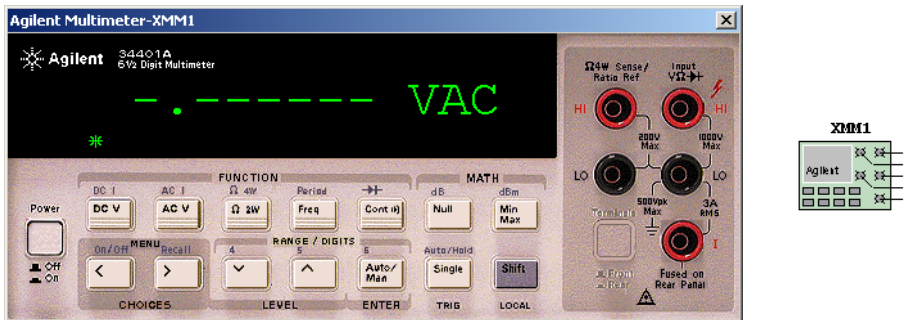 Agilent Multimeter-XMM1
Agilent 34401A
6½ Digit Multimeter
-.------ VAC
Ω4W Sense/
Ratio Ref
Input
VΩ
HI
HI
200V
Max
1000V
Max
LO
LO
500Vpk
Max
3A
RMS
Terminals
I
Front
Rear
Fused on
Rear Panal
FUNCTION
MATH
DC I
AC I
Ω 4W
Period
dB
dBm
Power
DC V
AC V
Ω 2W
Freq
Cont
Null
Min
Max
MENU
RANGE / DIGITS
On/Off
Recall
4
5
6
Auto/Hold
Off
On
<
>
Auto/
Man
Single
Shift
CHOICES
LEVEL
ENTER
TRIG
LOCAL
XMM1
Agilent